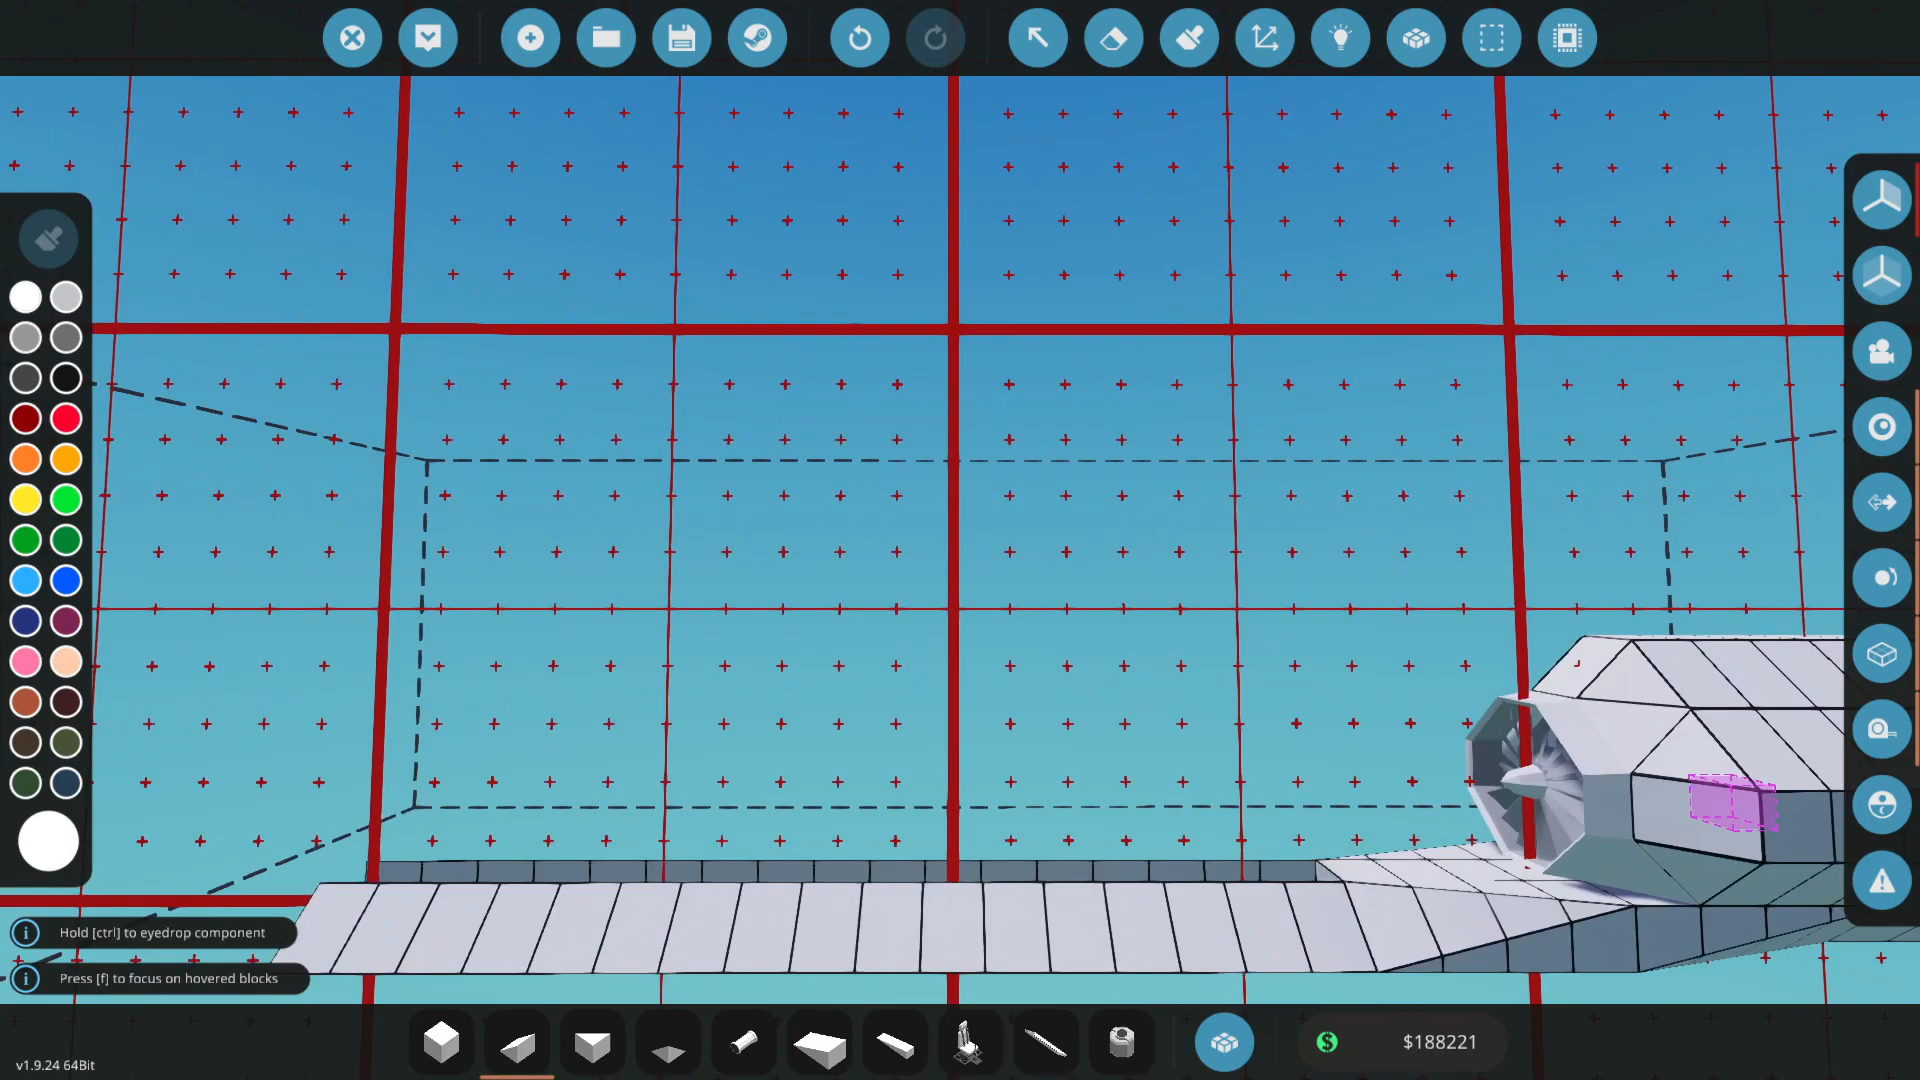 Hold [ctrl] to eyedrop component
Press [f] to focus on hovered blocks
$188221
v1.9.24 64Bit